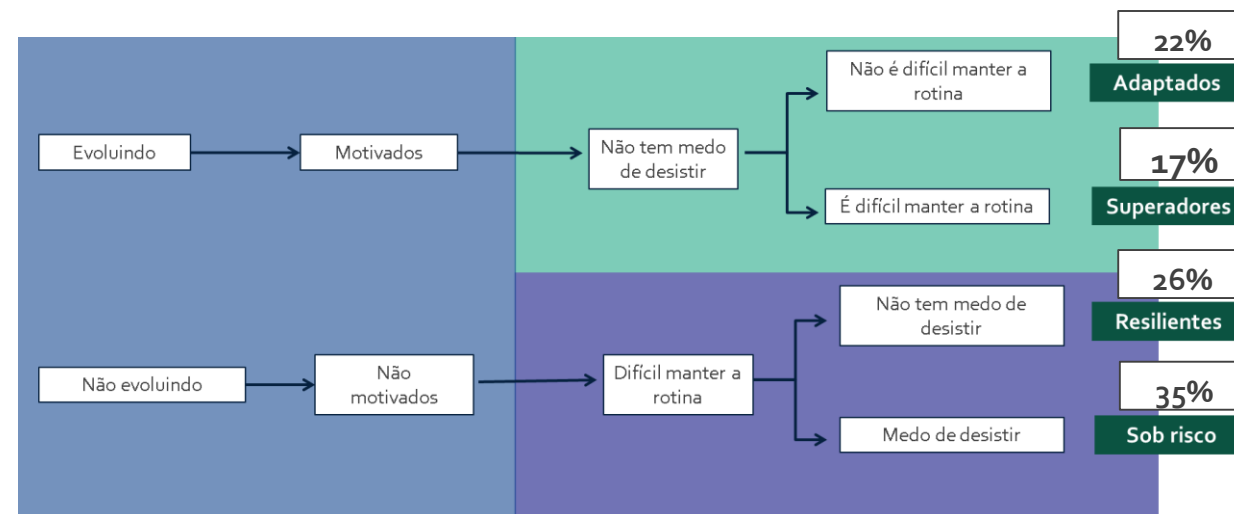 22%
Adaptados
Não é difícil manter a
rotina
Evoluindo
Motivados
Não tem medo
de desistir
17%
Superadores
É difícil manter a rotina
26%
Resilientes
Não tem medo de
desistir
Não evoluindo
Não
motivados
Difícil manter a
rotina
35%
Sob risco
Medo de desistir